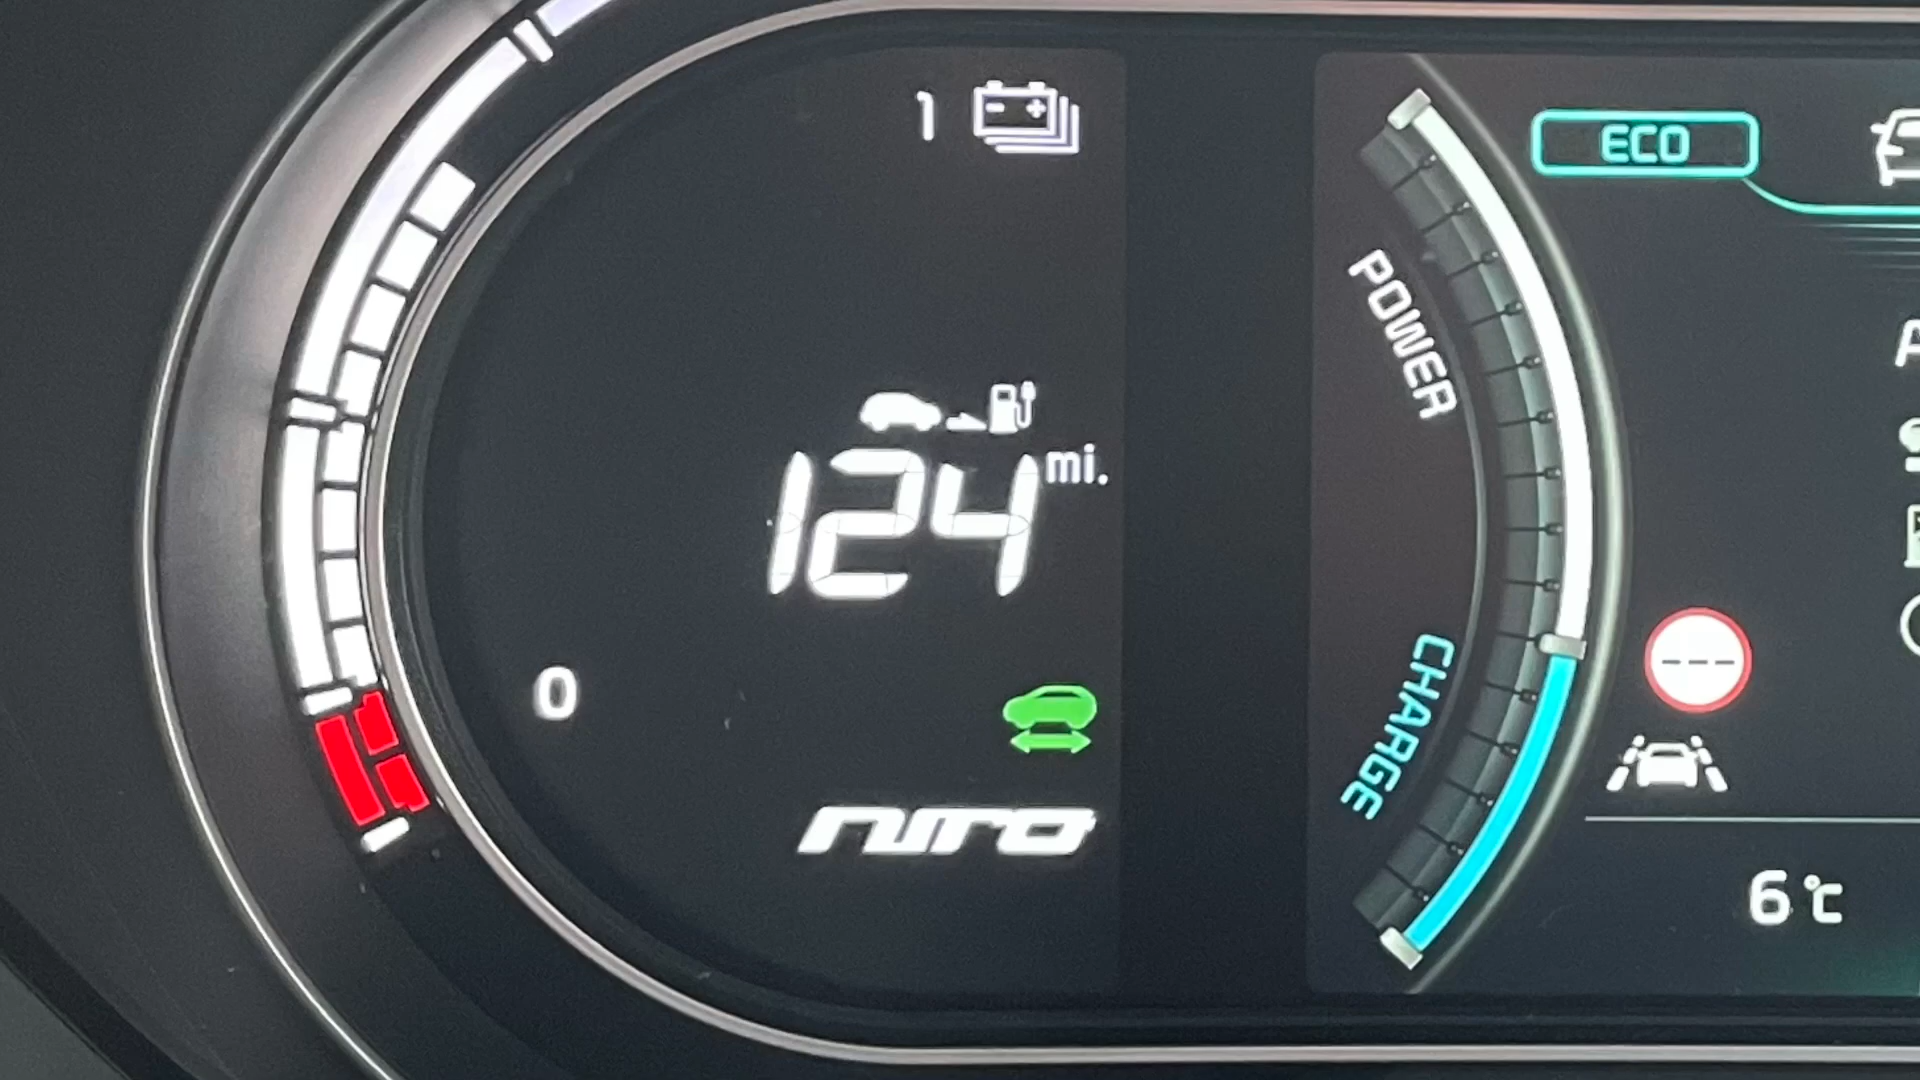 1
ECO
POWER
124 mi.
0
CHARGE
---
niro
6 °C